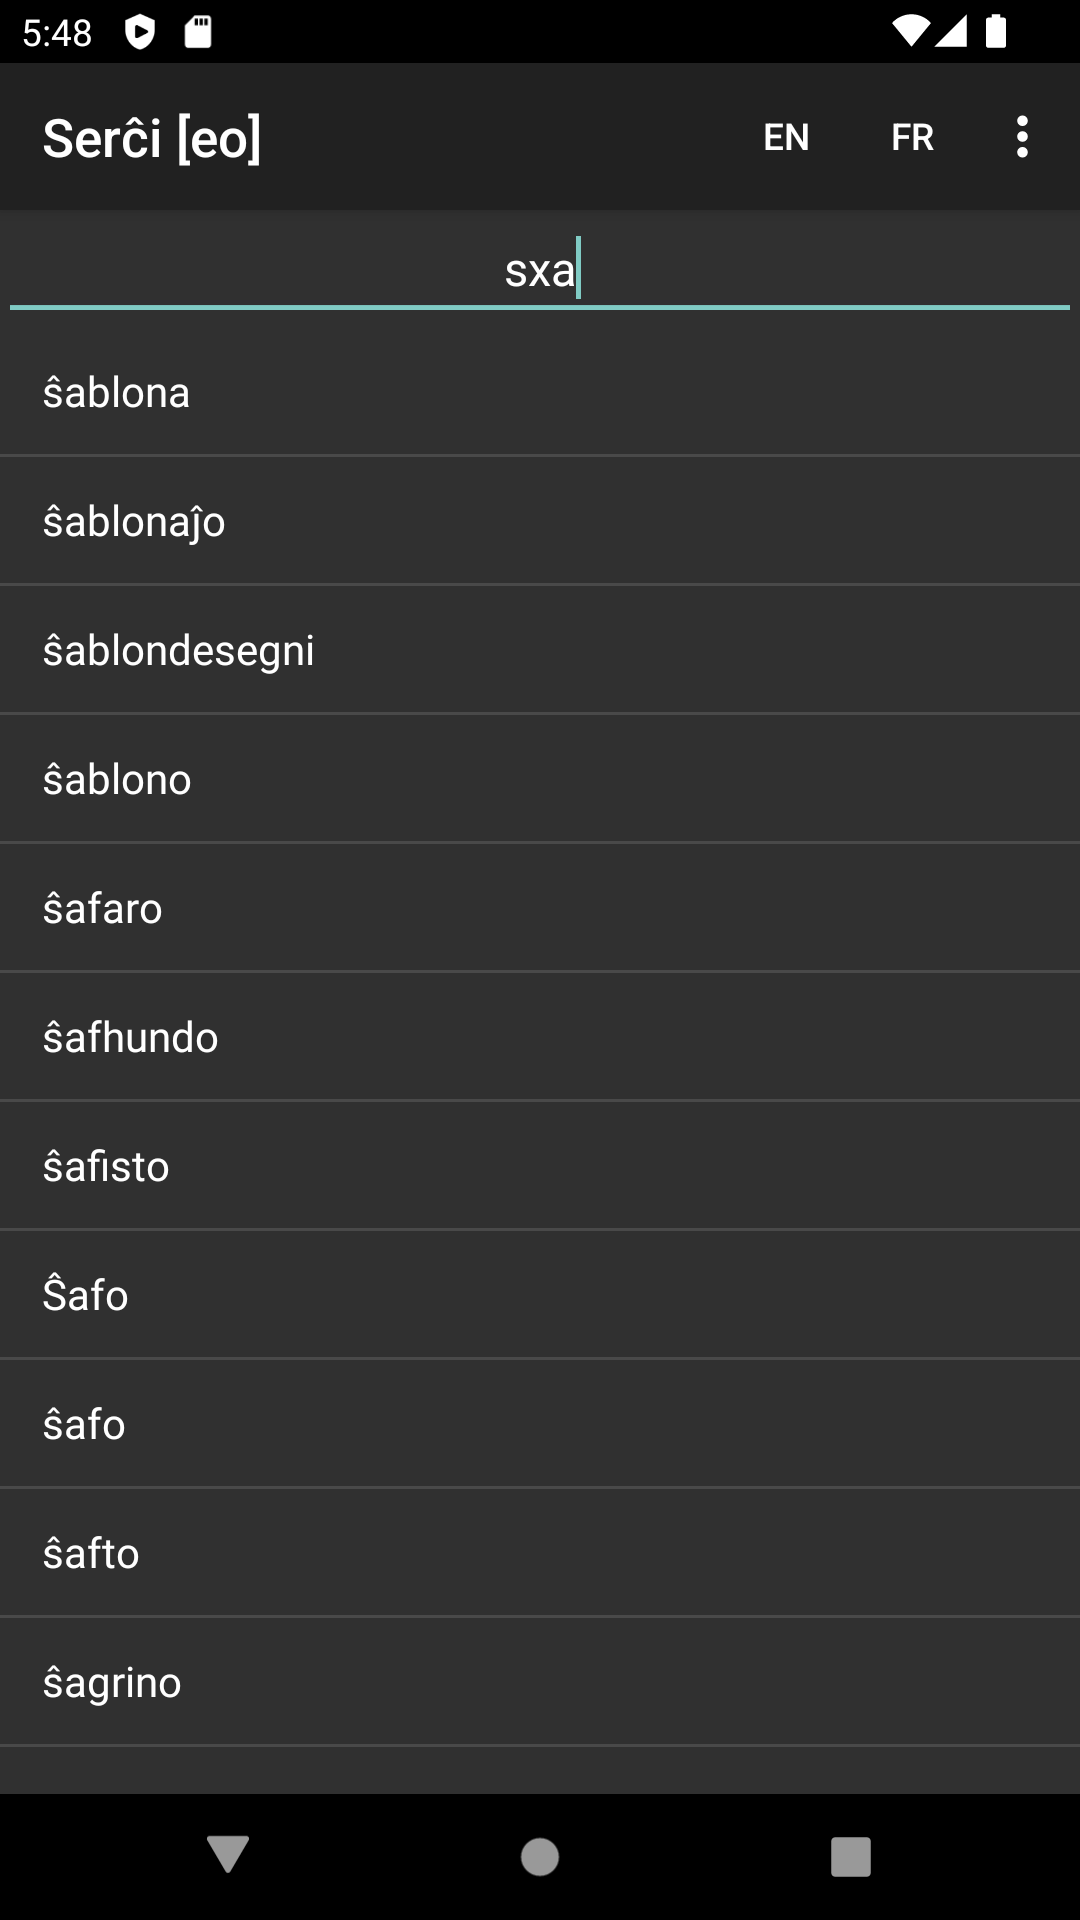 5:48
Serĉi [eo] EN FR
sxa
ŝablona
ŝablonaĵo
ŝablondesegni
ŝablono
ŝafaro
ŝafhundo
ŝafisto
Ŝafo
ŝafo
ŝafto
ŝagrino